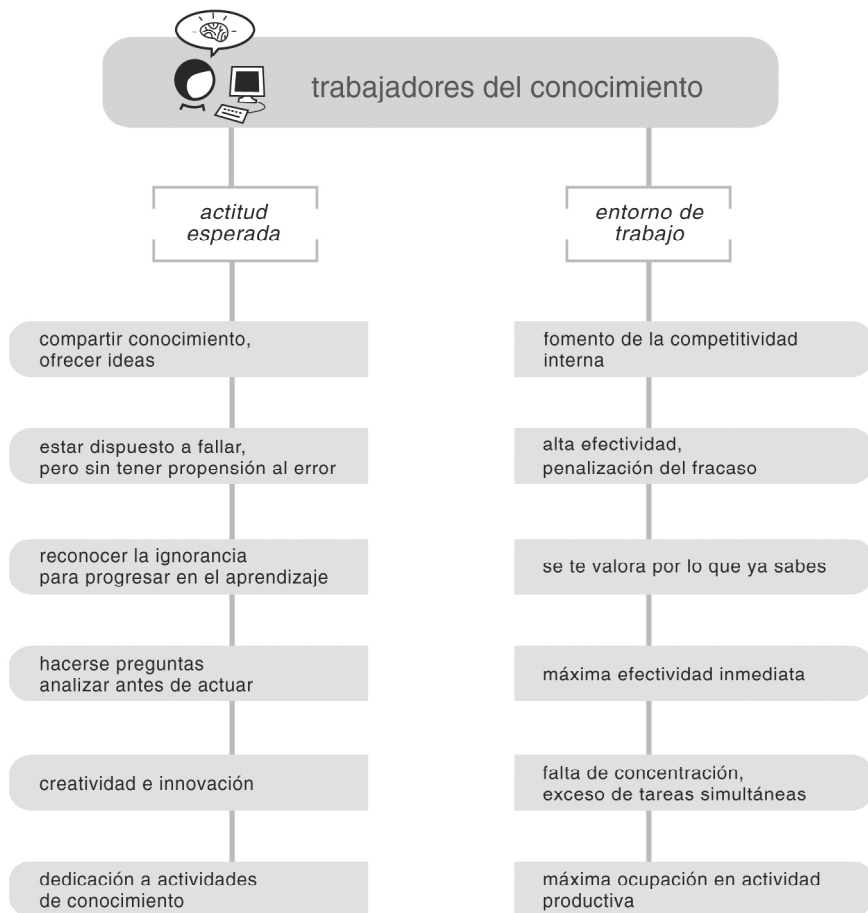 trabajadores del conocimiento
actitud
esperada
compartir conocimiento,
ofrecer ideas
estar dispuesto a fallar,
pero sin tener propensión al error
reconocer la ignorancia
para progresar en el aprendizaje
hacerse preguntas
analizar antes de actuar
creatividad e innovación
dedicación a actividades
de conocimiento
entorno de
trabajo
fomento de la competitividad
interna
alta efectividad,
penalización del fracaso
se te valora por lo que ya sabes
máxima efectividad inmediata
falta de concentración,
exceso de tareas simultáneas
máxima ocupación en actividad
productiva